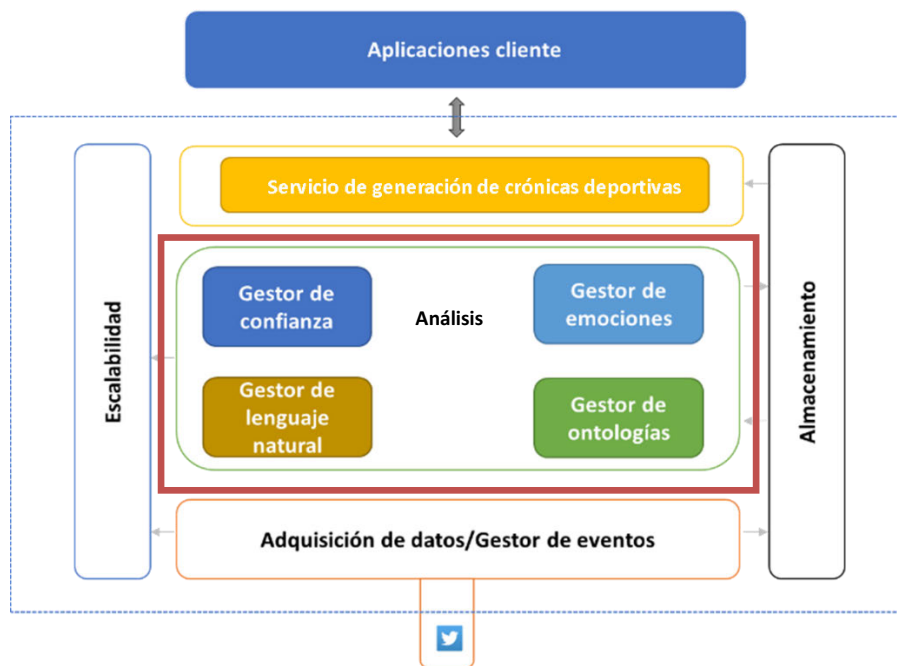 Aplicaciones cliente
Servicio de generación de crónicas deportivas
Escalabilidad
Gestor de
confianza
Análisis
Gestor de
emociones
Gestor de
lenguaje
natural
Gestor de
ontologías
Almacenamiento
Adquisición de datos/Gestor de eventos